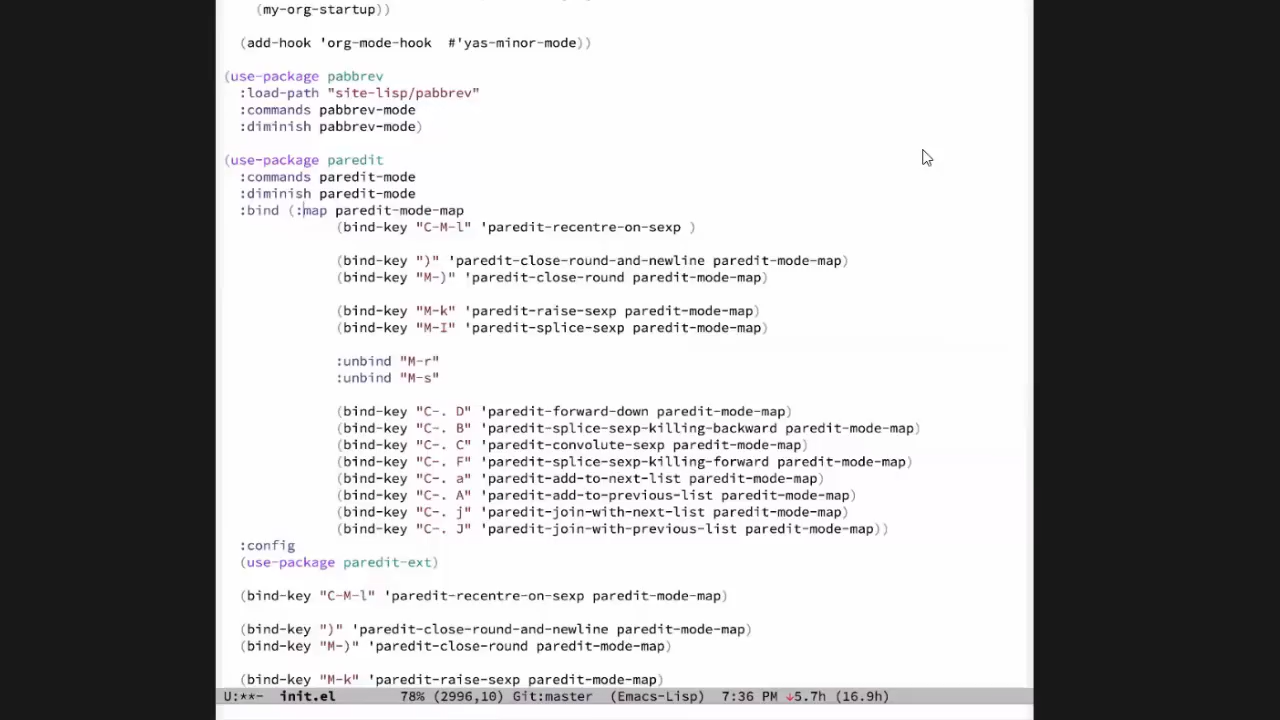 (my-org-startup))
(add-hook 'org-mode-hook  #'yas-minor-mode))
(use-package pabbrev
:load-path "site-lisp/pabbrev"
:commands pabbrev-mode
:diminish pabbrev-mode)
(use-package paredit
:commands paredit-mode
:diminish paredit-mode
:bind (:map paredit-mode-map
(bind-key "C-M-l" 'paredit-recentre-on-sexp )
(bind-key ")" 'paredit-close-round-and-newline paredit-mode-map)
(bind-key "M-)" 'paredit-close-round paredit-mode-map)
(bind-key "M-k" 'paredit-raise-sexp paredit-mode-map)
(bind-key "M-I" 'paredit-splice-sexp paredit-mode-map)
:unbind "M-r"
:unbind "M-s"
(bind-key "C-. D" 'paredit-forward-down paredit-mode-map)
(bind-key "C-. B" 'paredit-splice-sexp-killing-backward paredit-mode-map)
(bind-key "C-. C" 'paredit-convolute-sexp paredit-mode-map)
(bind-key "C-. F" 'paredit-splice-sexp-killing-forward paredit-mode-map)
(bind-key "C-. a" 'paredit-add-to-next-list paredit-mode-map)
(bind-key "C-. A" 'paredit-add-to-previous-list paredit-mode-map)
(bind-key "C-. j" 'paredit-join-with-next-list paredit-mode-map)
(bind-key "C-. J" 'paredit-join-with-previous-list paredit-mode-map))
:config
(use-package paredit-ext)
(bind-key "C-M-l" 'paredit-recentre-on-sexp paredit-mode-map)
(bind-key ")" 'paredit-close-round-and-newline paredit-mode-map)
(bind-key "M-)" 'paredit-close-round paredit-mode-map)
(bind-key "M-k" 'paredit-raise-sexp paredit-mode-map)
U:**-  init.el        78% (2996,10) Git:master  (Emacs-Lisp)  7:36 PM ↓5.7h (16.9h)